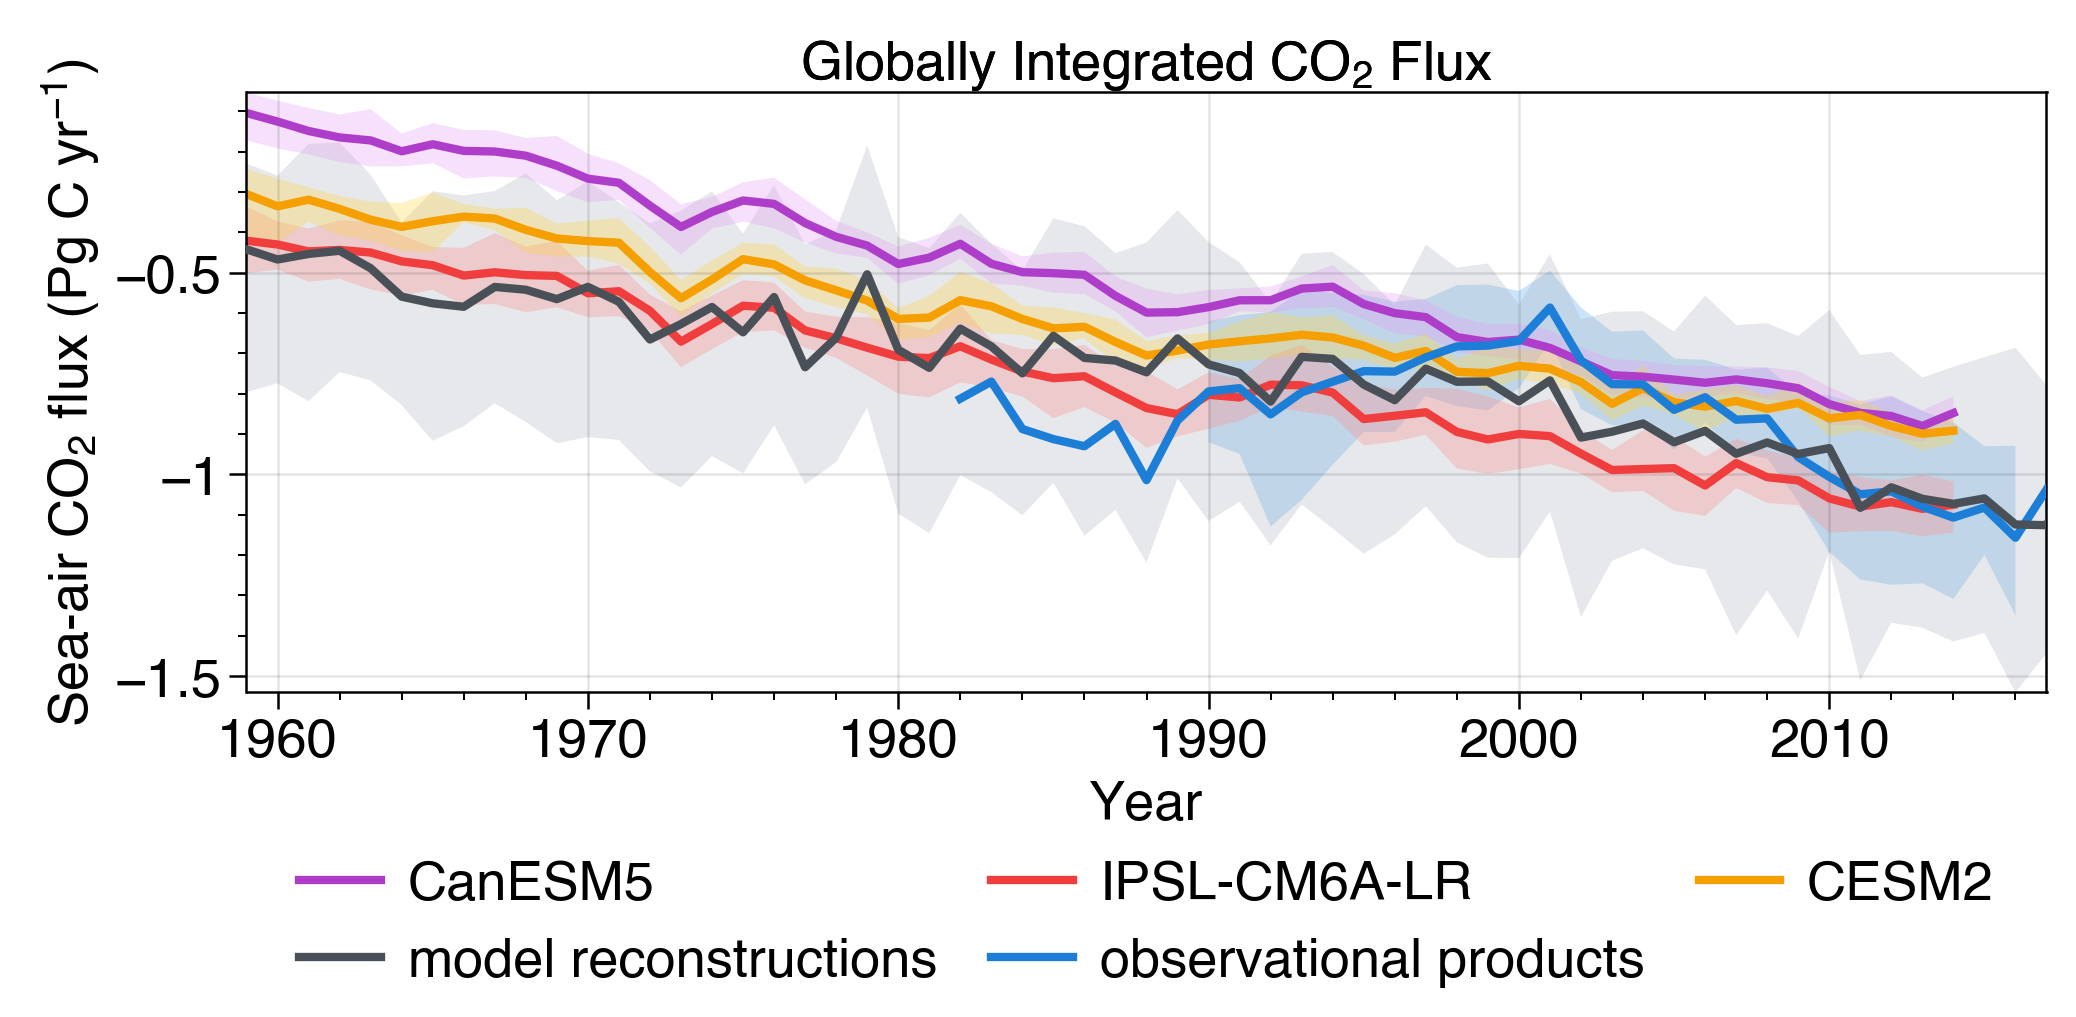 Globally Integrated CO₂ Flux
Sea-air CO₂ flux (Pg C yr⁻¹)
−0.5
−1
−1.5
1960 1970 1980 1990 2000 2010
Year
CanESM5 IPSL-CM6A-LR CESM2
model reconstructions observational products